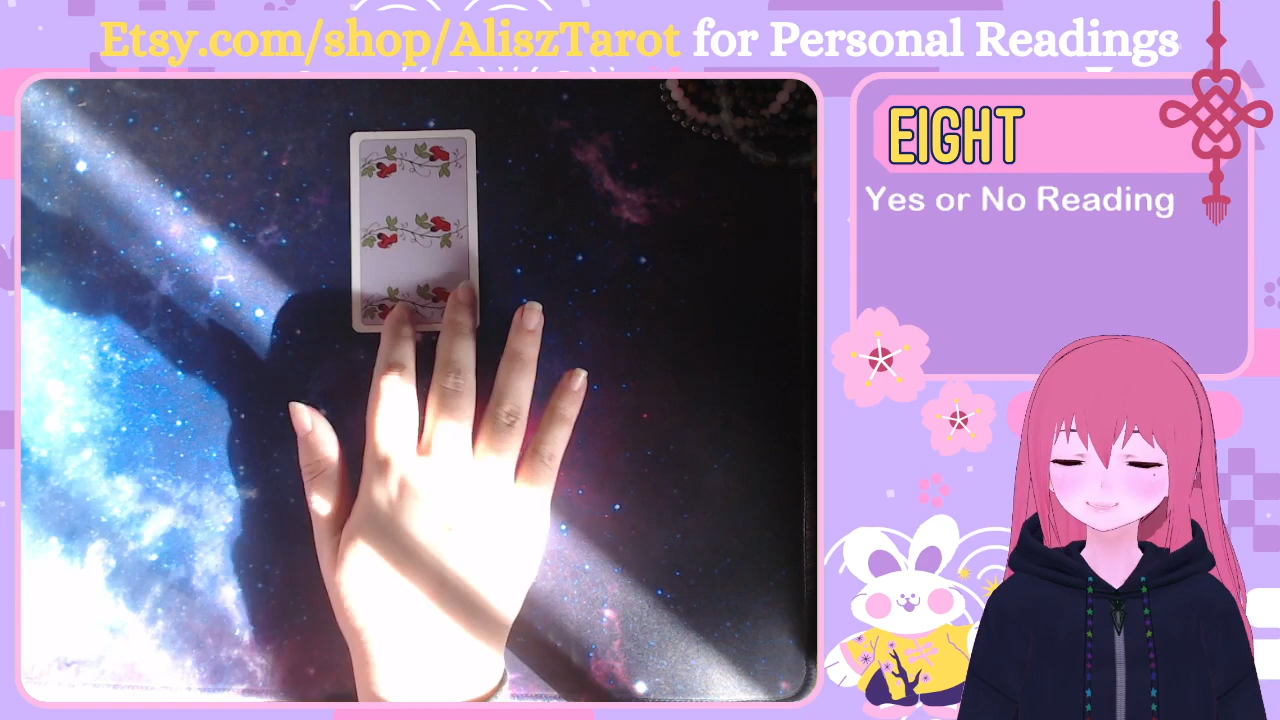 Etsy.com/shop/AliszTarot for Personal Readings
EIGHT
Yes or No Reading